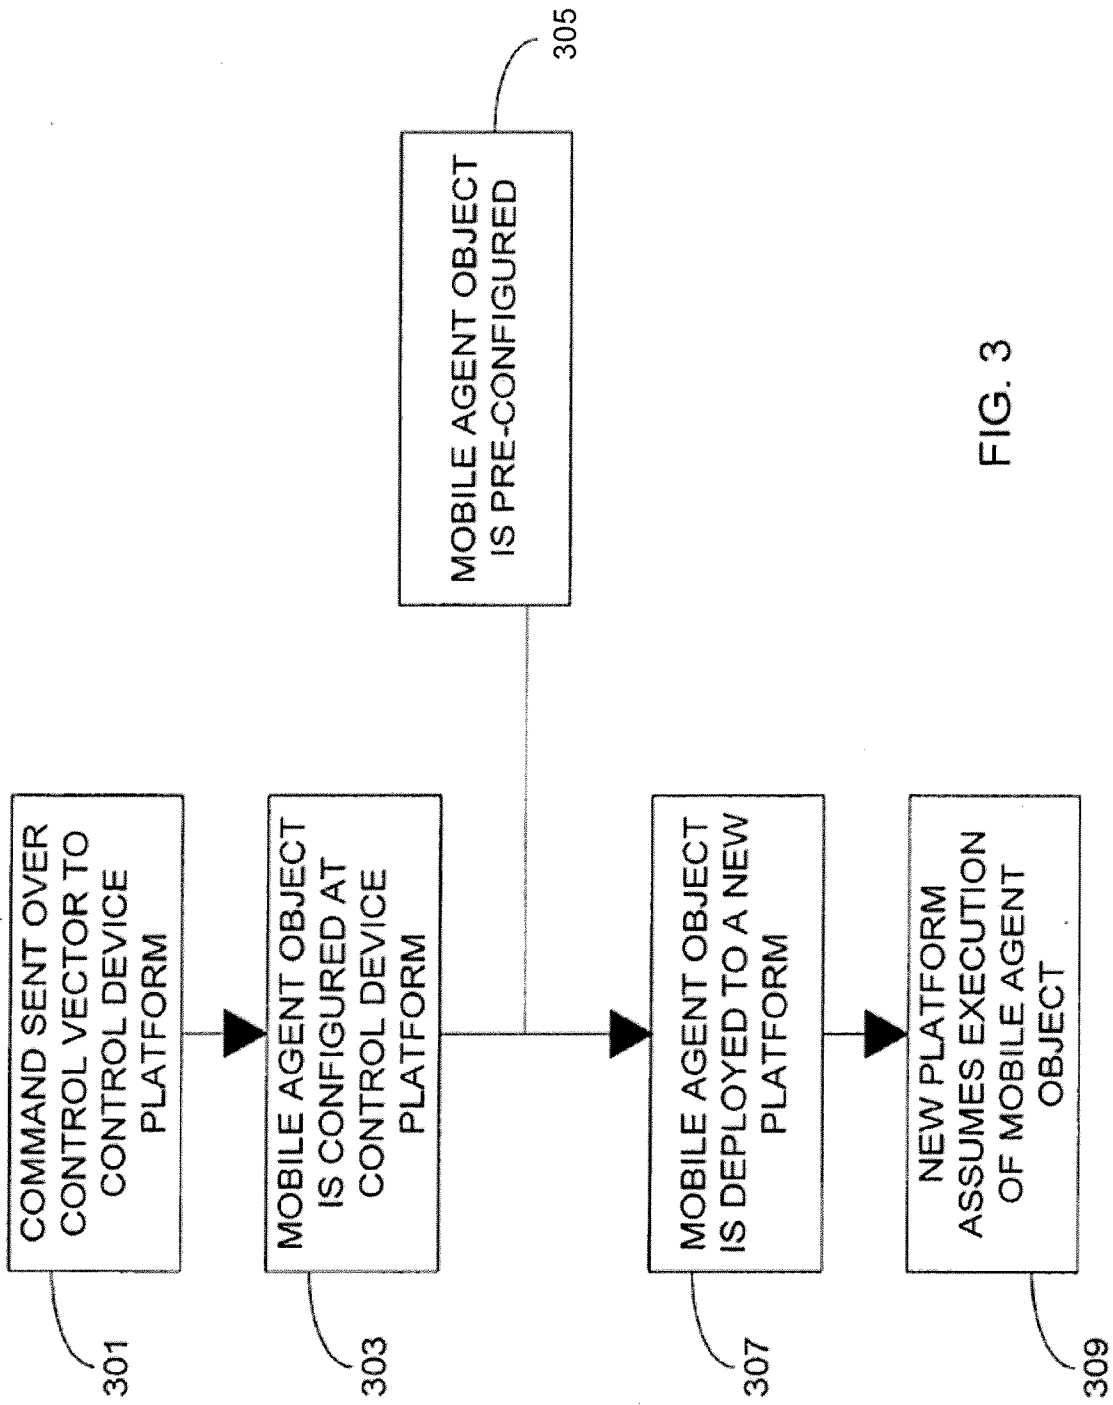 301
COMMAND SENT OVER
CONTROL VECTOR TO
CONTROL DEVICE
PLATFORM
303
MOBILE AGENT OBJECT
IS CONFIGURED AT
CONTROL DEVICE
PLATFORM
305
MOBILE AGENT OBJECT
IS PRE-CONFIGURED
307
MOBILE AGENT OBJECT
IS DEPLOYED TO A NEW
PLATFORM
309
NEW PLATFORM
ASSUMES EXECUTION
OF MOBILE AGENT
OBJECT
FIG. 3